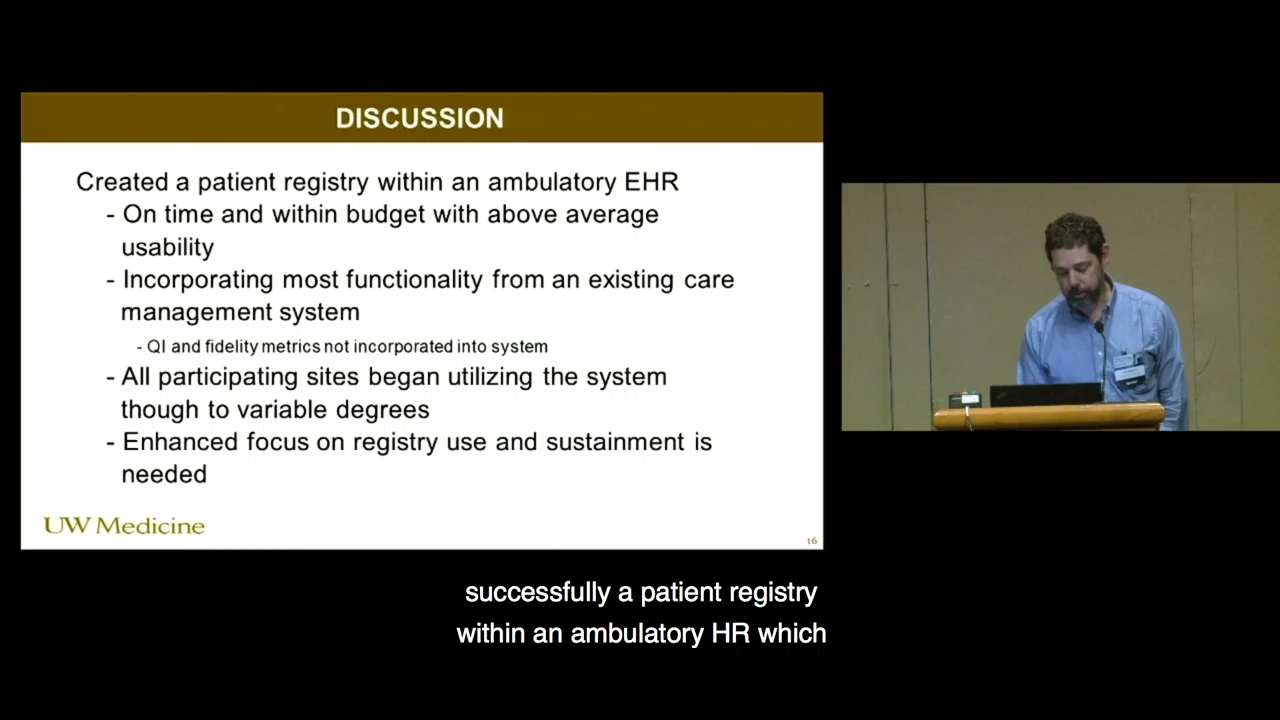 DISCUSSION
Created a patient registry within an ambulatory EHR
- On time and within budget with above average
usability
- Incorporating most functionality from an existing care
management system
- QI and fidelity metrics not incorporated into system
- All participating sites began utilizing the system
though to variable degrees
- Enhanced focus on registry use and sustainment is
needed
UW Medicine
16
successfully a patient registry
within an ambulatory HR which